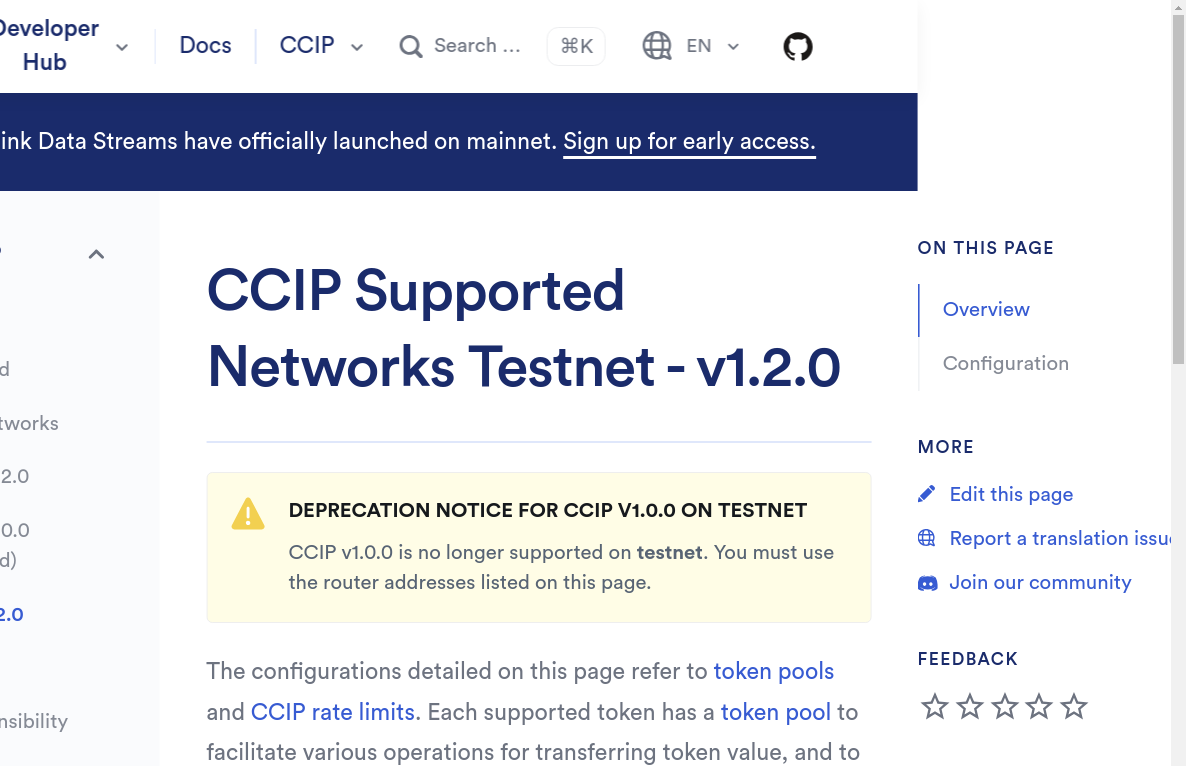 Developer
Hub
Docs
CCIP
Search ...
⌘K
EN
ink Data Streams have officially launched on mainnet. Sign up for early access.
d
tworks
2.0
0.0
d)
2.0
nsibility
CCIP Supported
Networks Testnet - v1.2.0
DEPRECATION NOTICE FOR CCIP V1.0.0 ON TESTNET
CCIP v1.0.0 is no longer supported on testnet. You must use
the router addresses listed on this page.
The configurations detailed on this page refer to token pools
and CCIP rate limits. Each supported token has a token pool to
facilitate various operations for transferring token value, and to
ON THIS PAGE
Overview
Configuration
MORE
Edit this page
Report a translation issue
Join our community
FEEDBACK